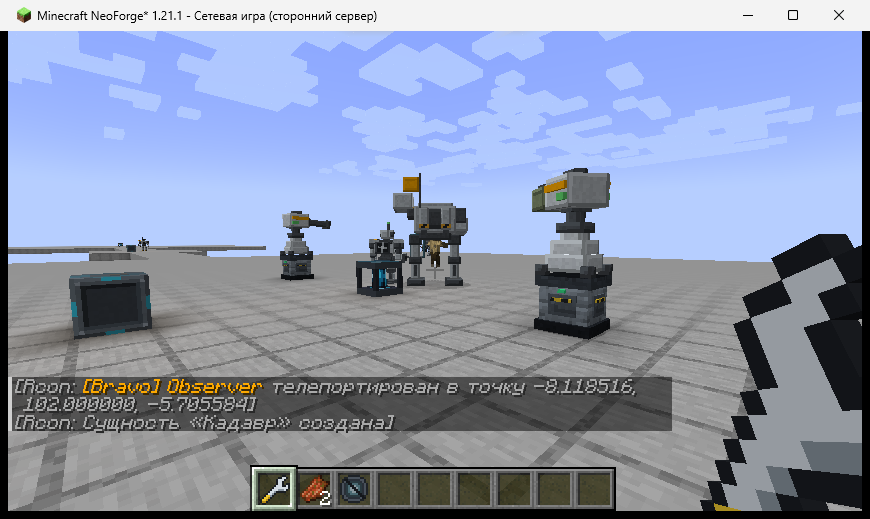 Minecraft NeoForge* 1.21.1 - Сетевая игра (сторонний сервер)
[Rcon: [Bravo] Observer телепортирован в точку -8.118516,
102.000000, -5.705584]
[Rcon: Сущность «Кадавр» создана]
2